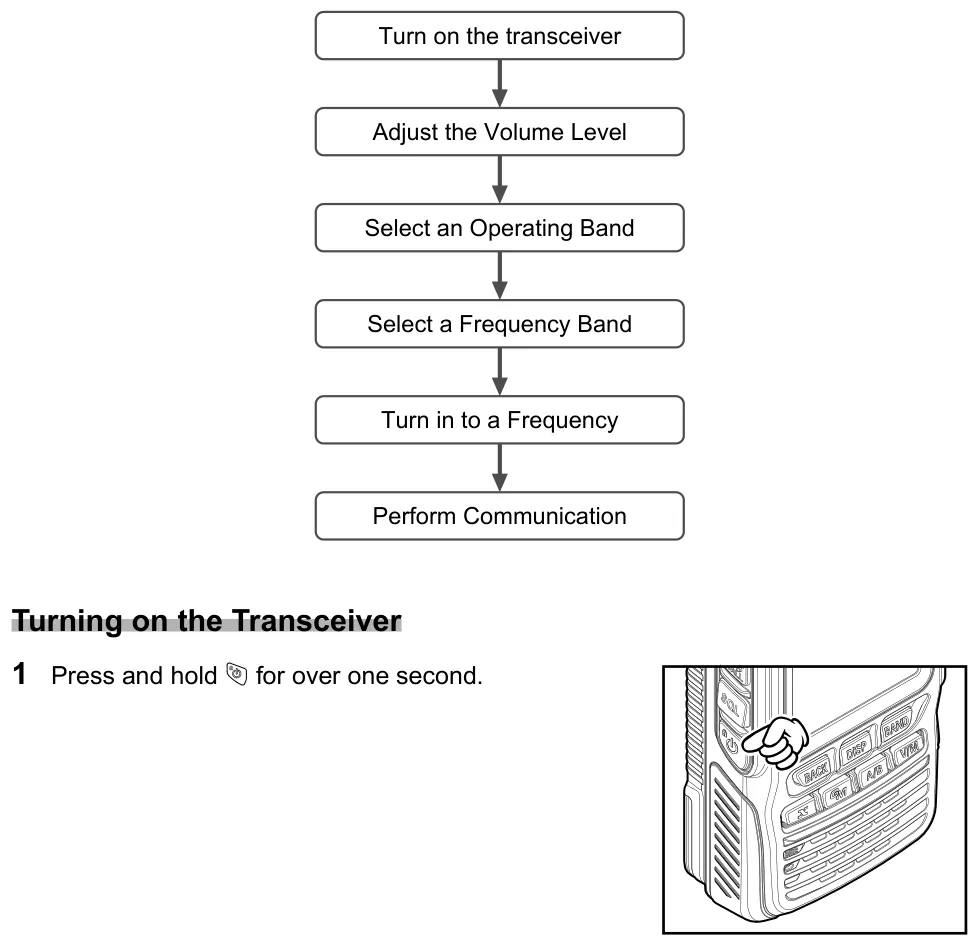 Turn on the transceiver
Adjust the Volume Level
Select an Operating Band
Select a Frequency Band
Turn in to a Frequency
Perform Communication
Turning on the Transceiver
1 Press and hold for over one second.
SQL
BACK DISP BAND
GM A/B V/M